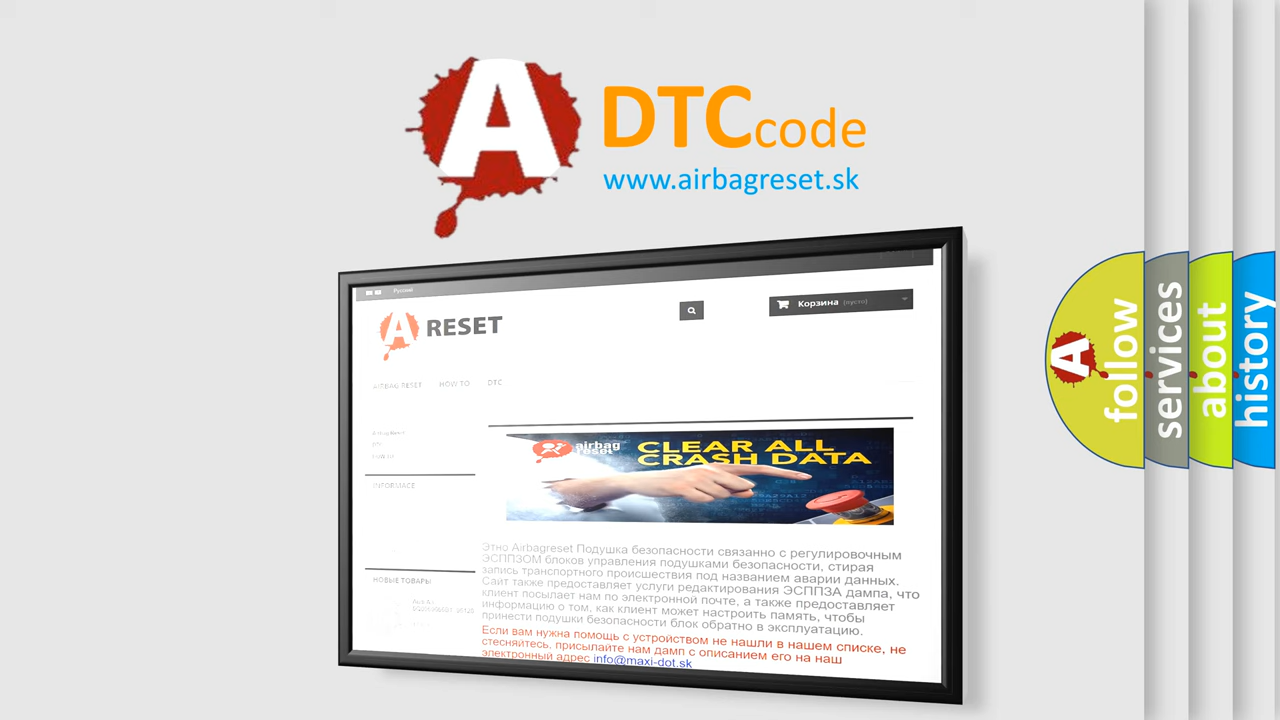 A
DTCcode
www.airbagreset.sk
Русский
A RESET
Корзина (пусто)
AIRBAG RESET HOW TO DTC
INFORMACE
НОВЫЕ ТОВАРЫ
airbag
reset
CLEAR ALL
CRASH DATA
Этно Airbagreset Подушка безопасности связанно с регулировочным
ЭСППЗОМ блоков управления подушками безопасности, стирая
запись транспортного происшествия под названием аварии данных.
Сайт также предоставляет услуги редактирования ЭСППЗА дампа, что
клиент посылает нам по электронной почте, а также предоставляет
информацию о том, как клиент может настроить память, чтобы
принести подушки безопасности блок обратно в эксплуатацию.
Если вам нужна помощь с устройством не нашли в нашем списке, не
стесняйтесь, присылайте нам дамп с описанием его на наш
электронный адрес info@maxi-dot.sk
A
follow
services
about
history